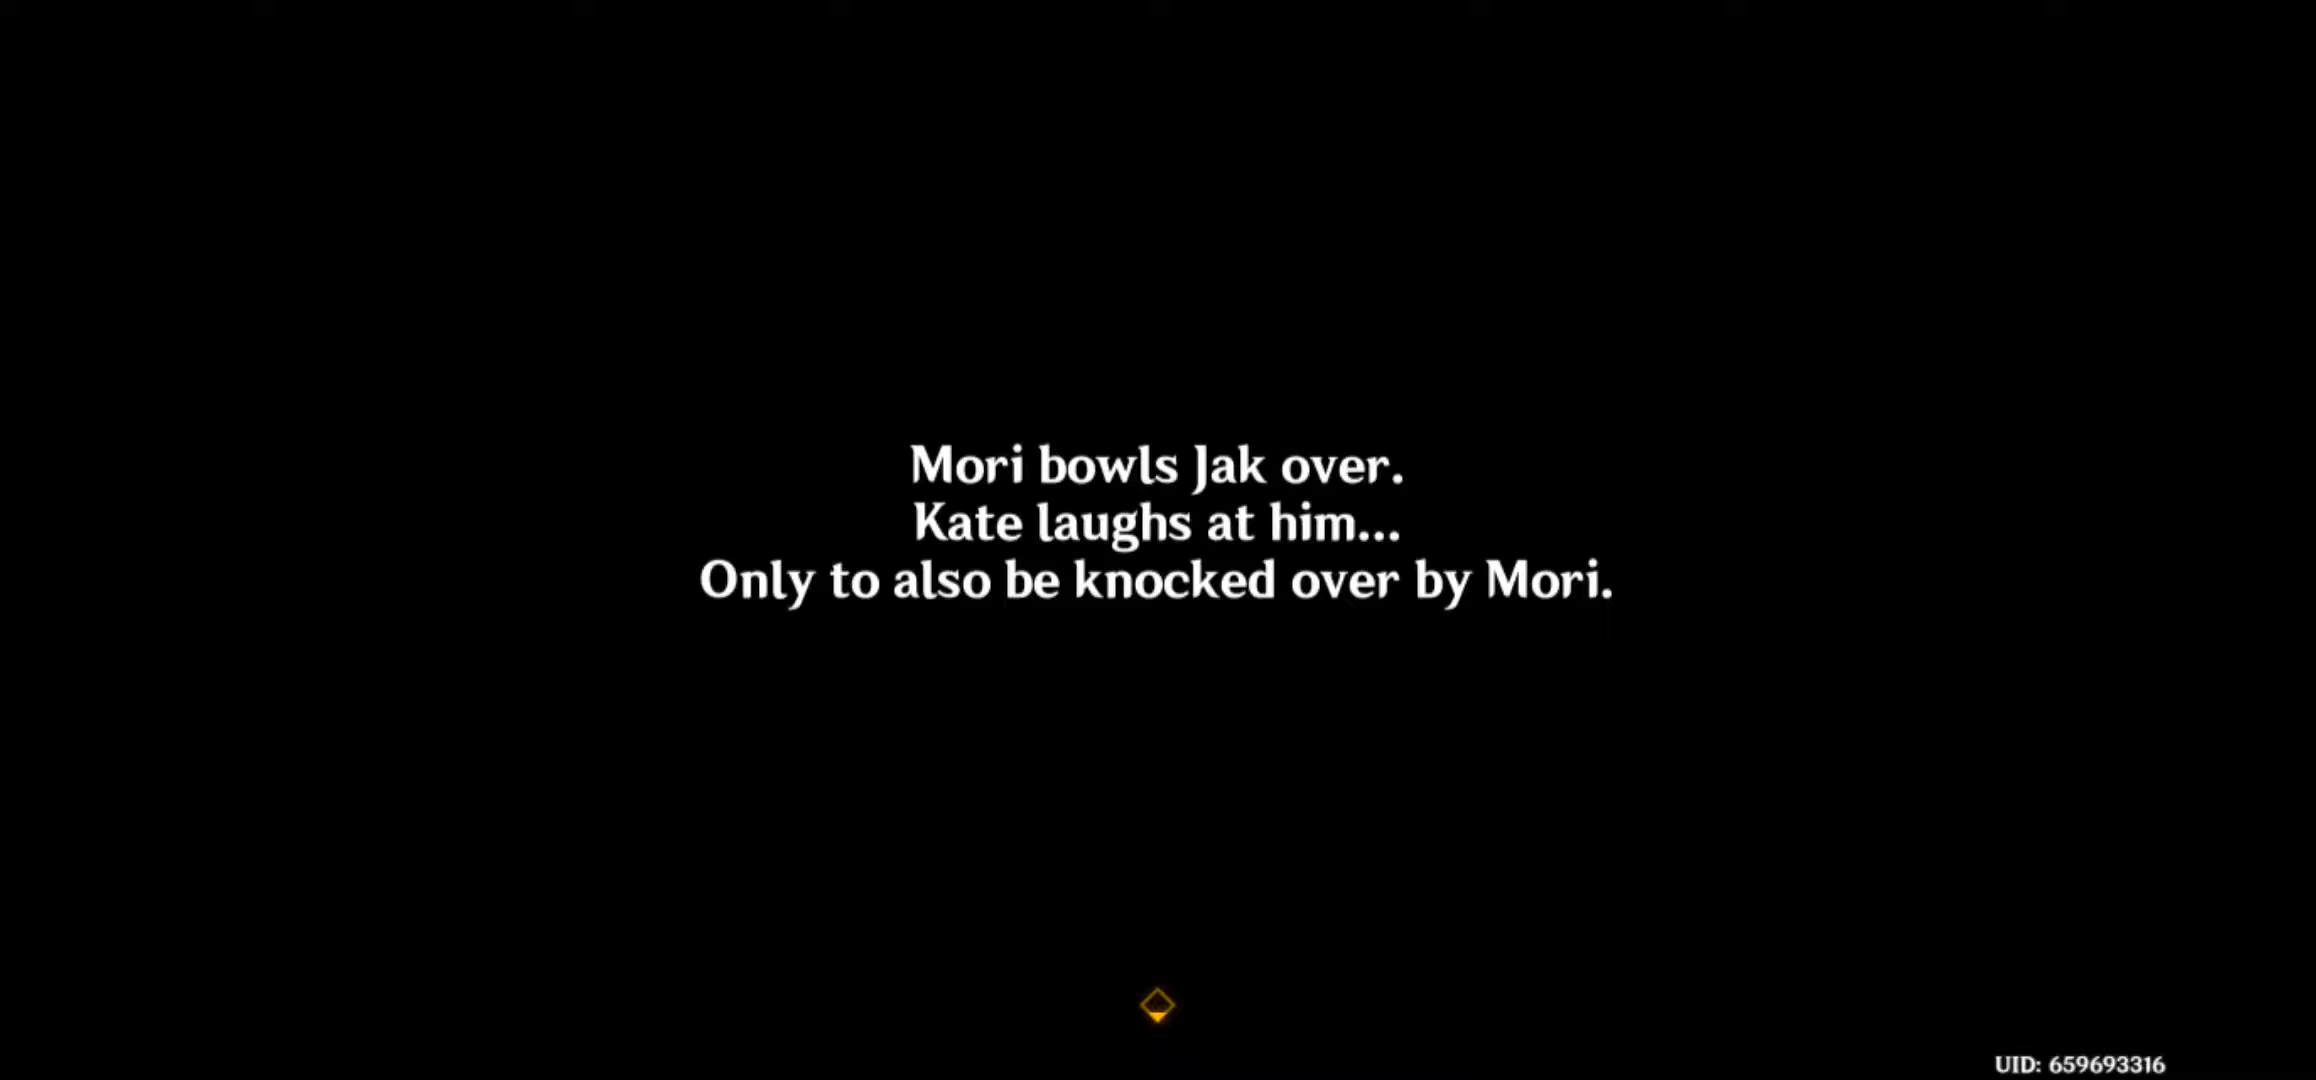 Mori bowls Jak over.
Kate laughs at him...
Only to also be knocked over by Mori.
UID: 659693316